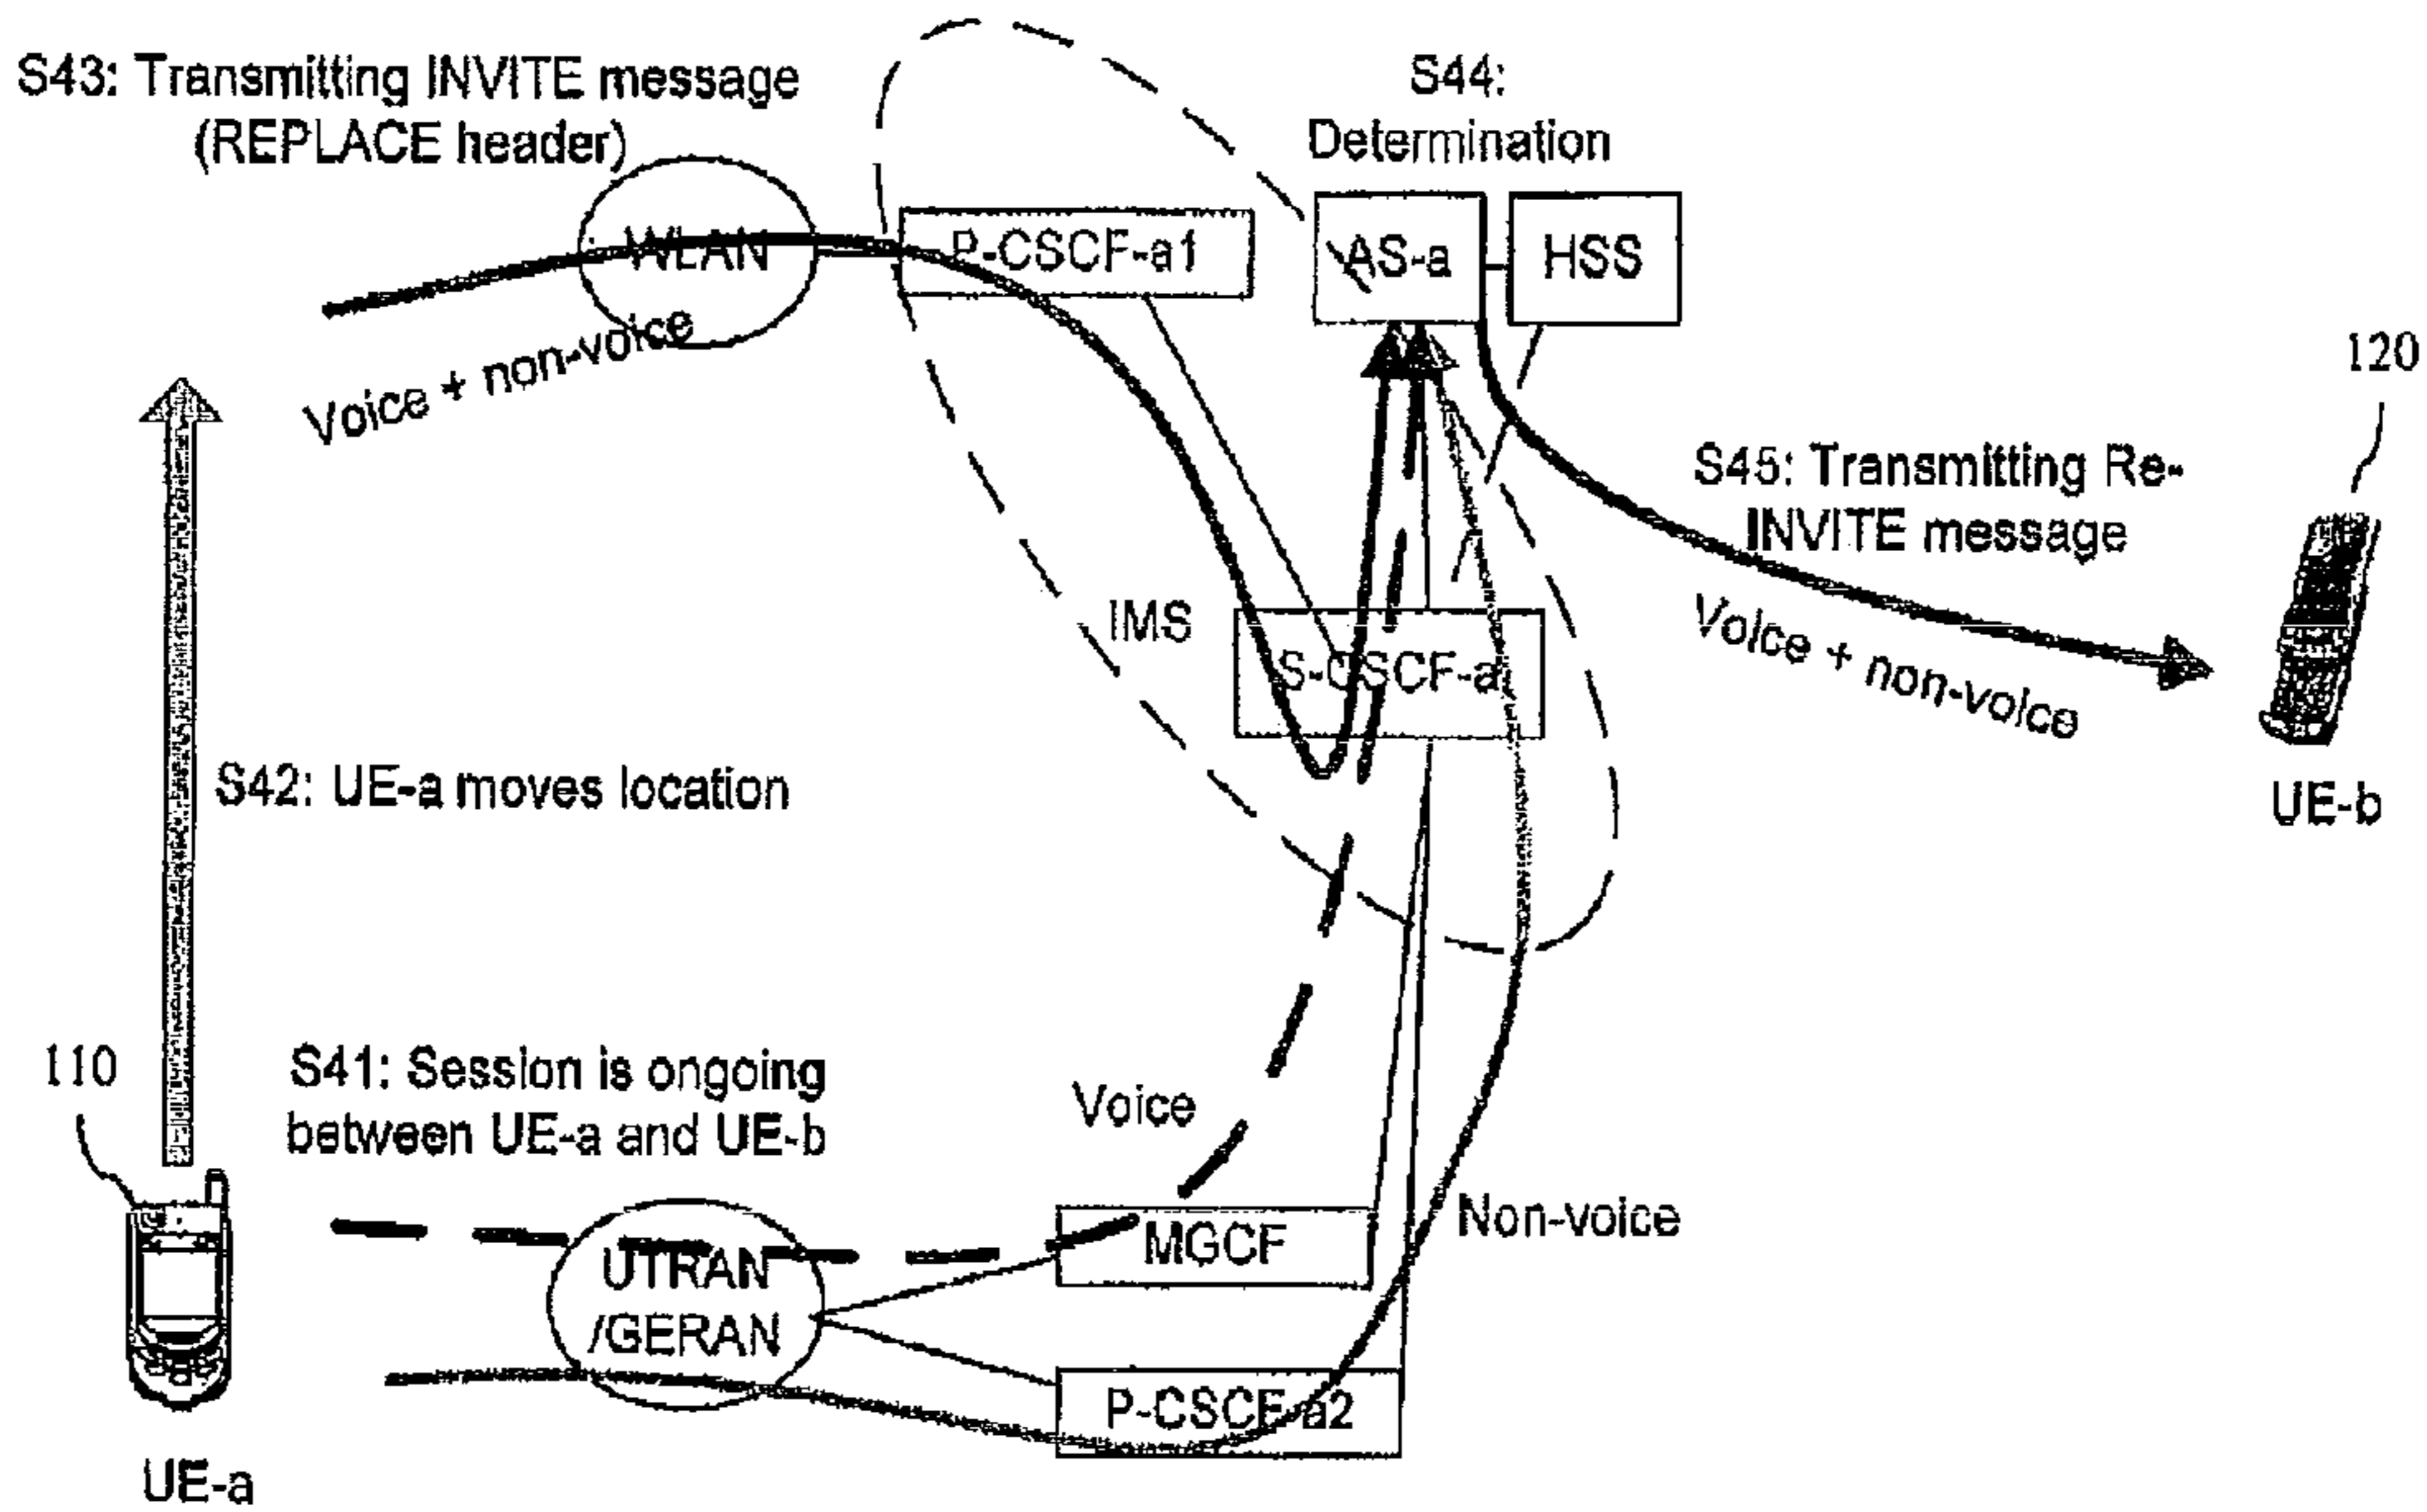 S43: Transmitting INVITE message
(REPLACE header)
S44:
Determination
WLAN
P-CSCF-a1
AS-a
HSS
Voice + non-voice
120
S45: Transmitting Re-
INVITE message
IMS
S-CSCF-a
Voice + non-voice
S42: UE-a moves location
UE-b
110
S41: Session is ongoing
between UE-a and UE-b
Voice
Non-voice
MGCF
UTRAN
/GERAN
P-CSCF-a2
UE-a